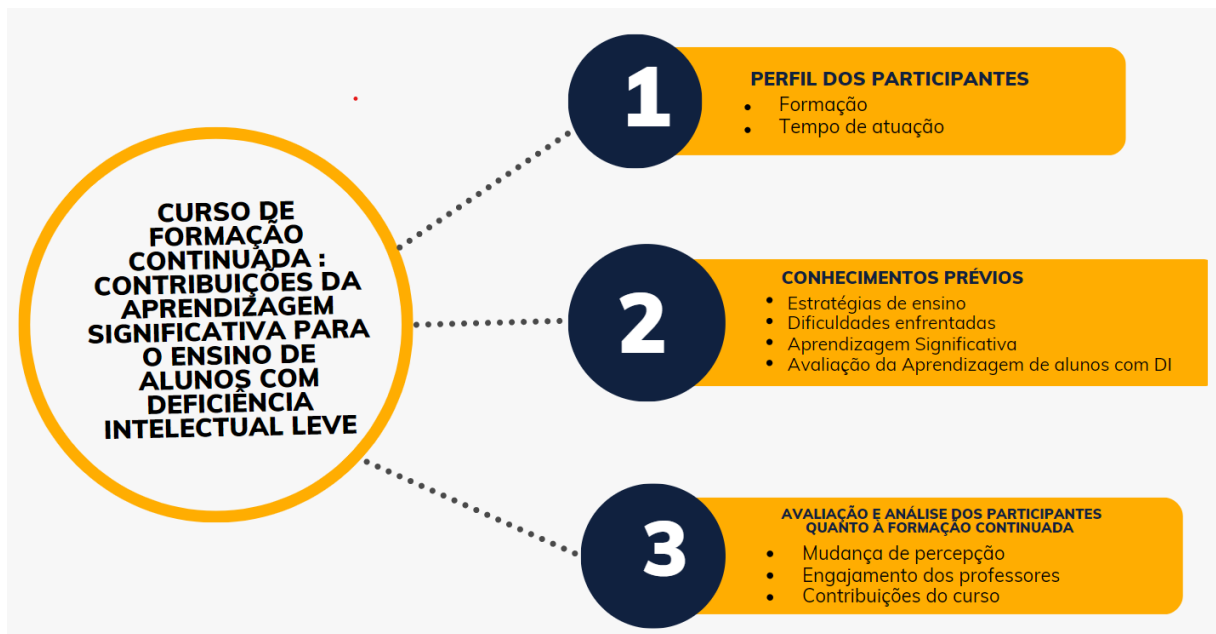 CURSO DE
FORMAÇÃO
CONTINUADA :
CONTRIBUIÇÕES DA
APRENDIZAGEM
SIGNIFICATIVA PARA
O ENSINO DE
ALUNOS COM
DEFICIÊNCIA
INTELECTUAL LEVE
1
PERFIL DOS PARTICIPANTES
• Formação
• Tempo de atuação
2
CONHECIMENTOS PRÉVIOS
• Estratégias de ensino
• Dificuldades enfrentadas
• Aprendizagem Significativa
• Avaliação da Aprendizagem de alunos com DI
3
AVALIAÇÃO E ANÁLISE DOS PARTICIPANTES
QUANTO À FORMAÇÃO CONTINUADA
• Mudança de percepção
• Engajamento dos professores
• Contribuições do curso